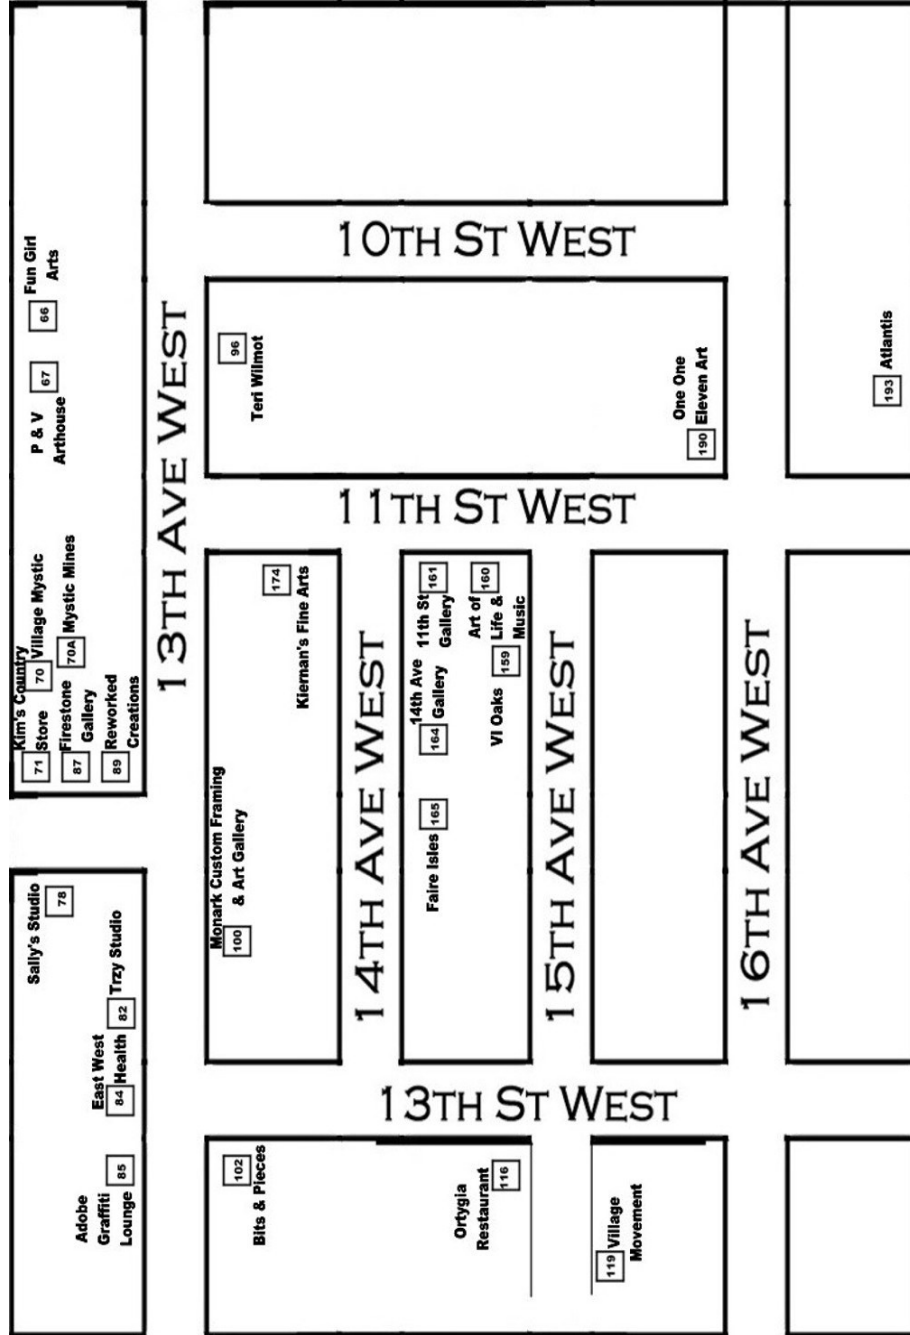 10TH ST WEST
Fun Girl
Arts
66
P & V
Arthouse
67
96
Teri Wilmot
One One
Eleven Art
190
193
Atlantis
13TH AVE WEST
11TH ST WEST
Village Mystic
70
Mystic Mines
70A
Kim's Country
Store
71
Firestone
Gallery
87
Reworked
Creations
89
174
Kiernan's Fine Arts
11th St
Gallery
161
Art of
Life &
Music
160
14th Ave
Gallery
164
VI Oaks
159
Faire Isles
165
Monark Custom Framing
& Art Gallery
100
14TH AVE WEST
15TH AVE WEST
16TH AVE WEST
Sally's Studio
78
Trzy Studio
82
East West
Health
84
13TH ST WEST
Adobe
Graffiti
Lounge
85
102
Bits & Pieces
Ortygia
Restaurant
116
Village
Movement
119